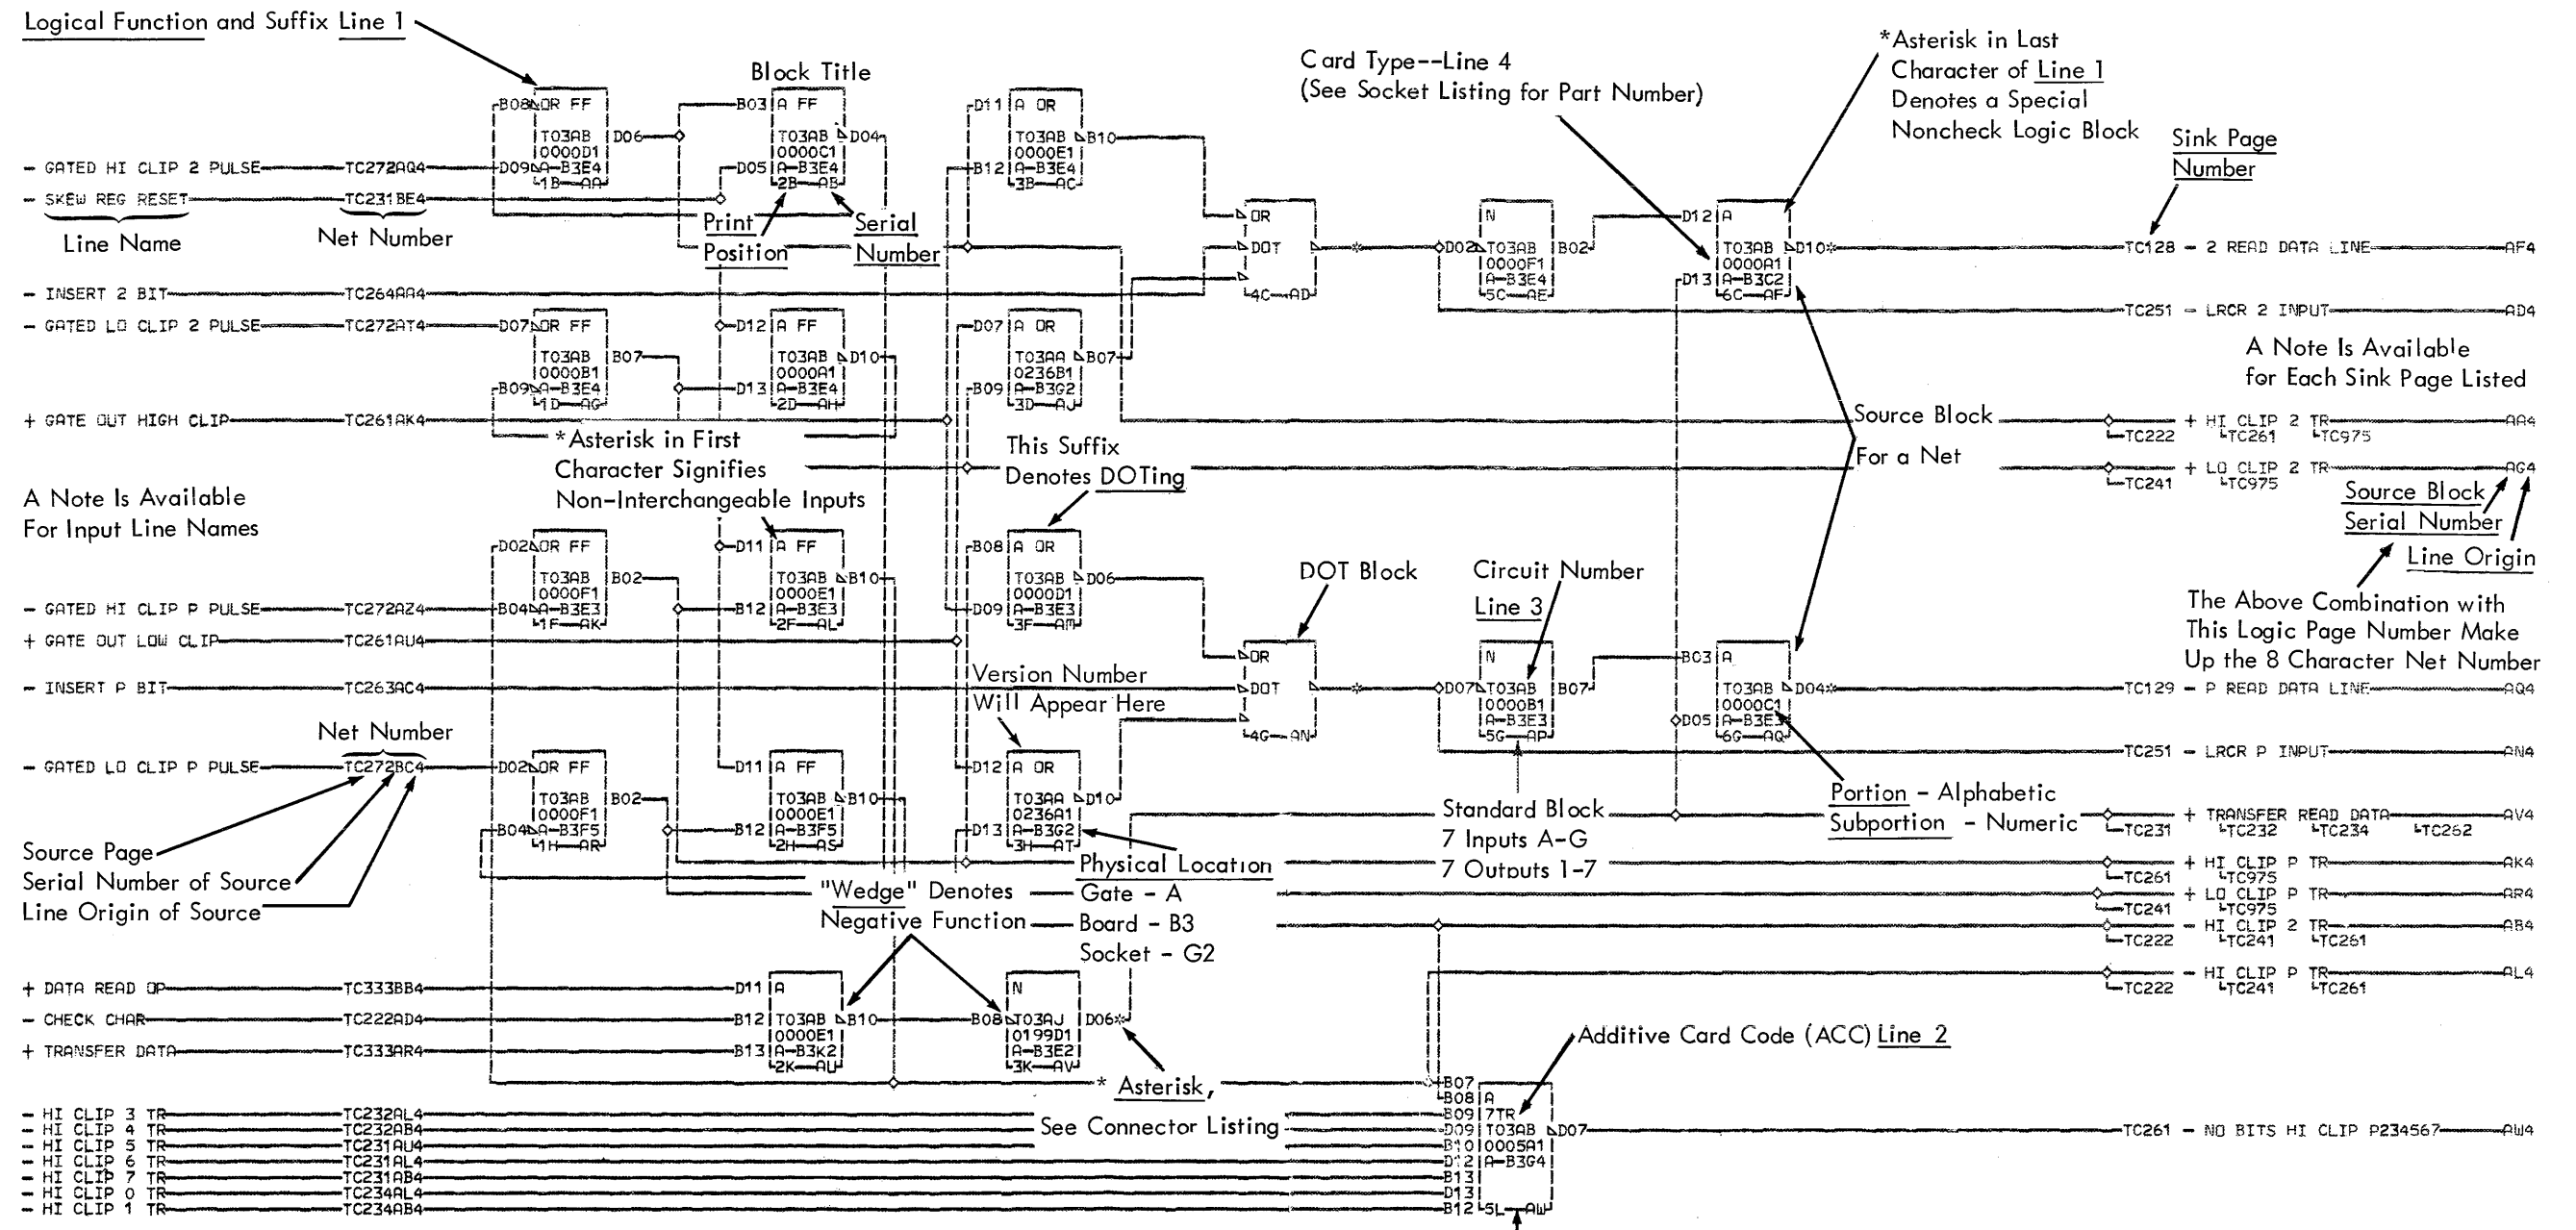 Logical Function and Suffix Line 1
Block Title
Card Type--Line 4
(See Socket Listing for Part Number)
*Asterisk in Last
Character of Line 1
Denotes a Special
Noncheck Logic Block
Sink Page
Number
B08 OR FF D06
T03AB
0000D1
D09 A-B3E4
1B AA
B03 A FF
T03AB D04
0000C1
D05 A-B3E4
2B AB
D11 A OR
T03AB B10
0000E1
B12 A-B3E4
3B AC
- GATED HI CLIP 2 PULSE TC272AQ4
- SKEW REG RESET TC231BE4
Line Name
Net Number
Print
Position
Serial
Number
OR
DOT
4C AD
N
D02 T03AB B02
0000F1
A-B3E4
5C AE
D12 A
T03AB D10*
0000A1
D13 A-B3C2
6C AF
TC128 - 2 READ DATA LINE AF4
- INSERT 2 BIT TC264AA4
TC251 - LRCR 2 INPUT AD4
- GATED LO CLIP 2 PULSE TC272AT4
D07 OR FF
T03AB B07
0000B1
B09 A-B3E4
1D AG
D12 A FF
T03AB D10
0000A1
D13 A-B3E4
2D AH
D07 A OR
T03AA B07
0236B1
B09 A-B3G2
3D AJ
A Note Is Available
for Each Sink Page Listed
+ GATE OUT HIGH CLIP TC261AK4
Source Block
For a Net
+ HI CLIP 2 TR AA4
TC222 TC261 TC975
+ LO CLIP 2 TR AG4
TC241 TC975
*Asterisk in First
Character Signifies
Non-Interchangeable Inputs
This Suffix
Denotes DOTing
A Note Is Available
For Input Line Names
Source Block
Serial Number
Line Origin
The Above Combination with
This Logic Page Number Make
Up the 8 Character Net Number
D02 OR FF
T03AB B02
0000F1
B04 A-B3E3
1F AK
D11 A FF
T03AB B10
0000E1
B12 A-B3E3
2F AL
B08 A OR
T03AB D06
0000D1
D09 A-B3E3
3F AM
DOT Block
Circuit Number
Line 3
- GATED HI CLIP P PULSE TC272AZ4
+ GATE OUT LOW CLIP TC261AU4
- INSERT P BIT TC263AC4
Version Number
Will Appear Here
OR
DOT
4G AN
N
D07 T03AB B07
0000B1
A-B3E3
5G AP
B03 A
T03AB D04*
0000C1
D05 A-B3E3
6G AQ
TC129 - P READ DATA LINE AQ4
TC251 - LRCR P INPUT AN4
Net Number
- GATED LO CLIP P PULSE TC272BC4
D02 OR FF
T03AB B02
0000F1
B04 A-B3F5
1H AR
D11 A FF
T03AB B10
0000E1
B12 A-B3F5
2H AS
D12 A OR
T03AA D10
0236A1
D13 A-B3G2
3H AT
Source Page
Serial Number of Source
Line Origin of Source
Standard Block
7 Inputs A-G
7 Outputs 1-7
Portion - Alphabetic
Subportion - Numeric
Physical Location
Gate - A
Board - B3
Socket - G2
"Wedge" Denotes
Negative Function
+ TRANSFER READ DATA AV4
TC231 TC232 TC234 TC262
+ HI CLIP P TR AK4
TC261 TC975
+ LO CLIP P TR AR4
TC241 TC975
- HI CLIP 2 TR AB4
TC222 TC241 TC261
- HI CLIP P TR AL4
TC222 TC241 TC261
+ DATA READ OP TC333BB4
- CHECK CHAR TC222AD4
+ TRANSFER DATA TC333AR4
D11 A
B12 T03AB B10
0000E1
B13 A-B3K2
2K AU
N
B08 T03AJ D06*
0199D1
A-B3E2
3K AV
Additive Card Code (ACC) Line 2
* Asterisk,
See Connector Listing
- HI CLIP 3 TR TC232AL4
- HI CLIP 4 TR TC232AB4
- HI CLIP 5 TR TC231AU4
- HI CLIP 6 TR TC231AL4
- HI CLIP 7 TR TC231AB4
- HI CLIP 0 TR TC234AL4
- HI CLIP 1 TR TC234AB4
B07
B08 A
B09 7TR
D09 T03AB D07
B10 0005A1
D12 A-B3G4
B13
D13
B12 5L AW
TC261 - NO BITS HI CLIP P234567 AW4